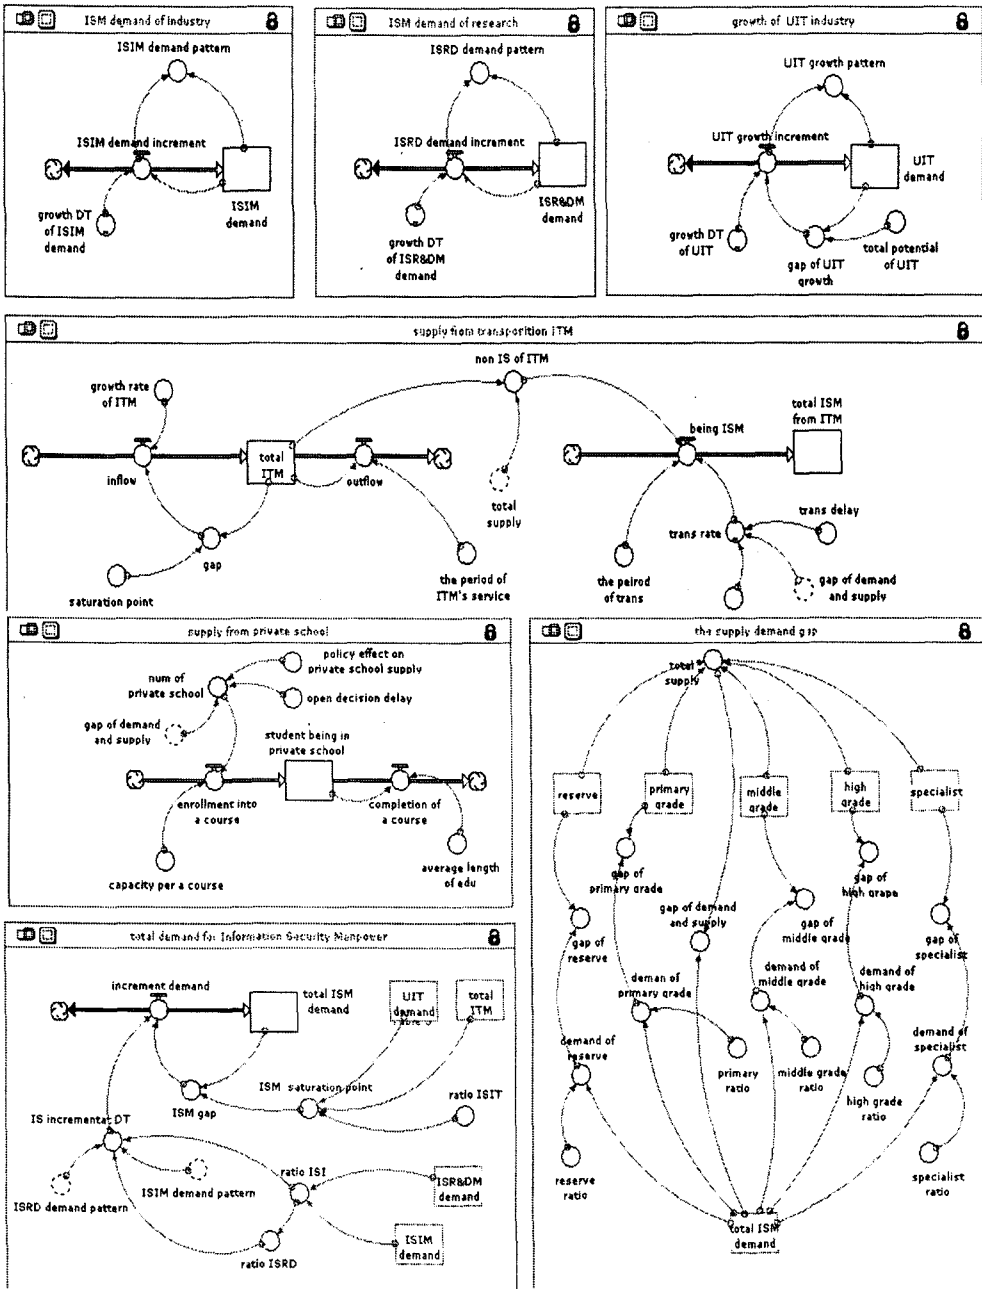 ISM demand of industry
ISIM demand pattern
ISIM demand increment
growth DT
of ISIM
demand
ISIM
demand
ISM demand of research
ISRD demand pattern
ISRD demand increment
growth DT
of ISR&DM
demand
ISR&DM
demand
growth of UIT industry
UIT growth pattern
UIT growth increment
UIT
demand
growth DT
of UIT
gap of UIT
growth
total potential
of UIT
supply from transposition ITM
non IS of ITM
growth rate
of ITM
total ISM
from ITM
being ISM
inflow
total
ITM
outflow
total
supply
trans delay
trans rate
gap
saturation point
the period of
ITM's service
the peirod
of trans
gap of demand
and supply
supply from private school
policy effect on
private school supply
num of
private school
open decision delay
gap of demand
and supply
student being in
private school
enrollment into
a course
completion of
a course
capacity per a course
average length
of edu
the supply demand gap
total
supply
reserve
primary
grade
middle
grade
high
grade
specialist
gap of
primary grade
gap of
high grape
gap of demand
and supply
gap of
reserve
gap of
middle grade
gap of
specialist
deman of
primary grade
demand of
middle grade
demand of
high grade
demand of
reserve
demand of
specialist
primary
ratio
middle grade
ratio
high grade
ratio
reserve
ratio
specialist
ratio
total ISM
demand
total demand for Information Security Manpower
increment demand
total ISM
demand
UIT
demand
total
ITM
ISM gap
ISM saturation point
ratio ISIT
IS incrementat DT
ratio ISI
ISRD demand pattern
ISIM demand pattern
ISR&DM
demand
ratio ISRD
ISIM
demand